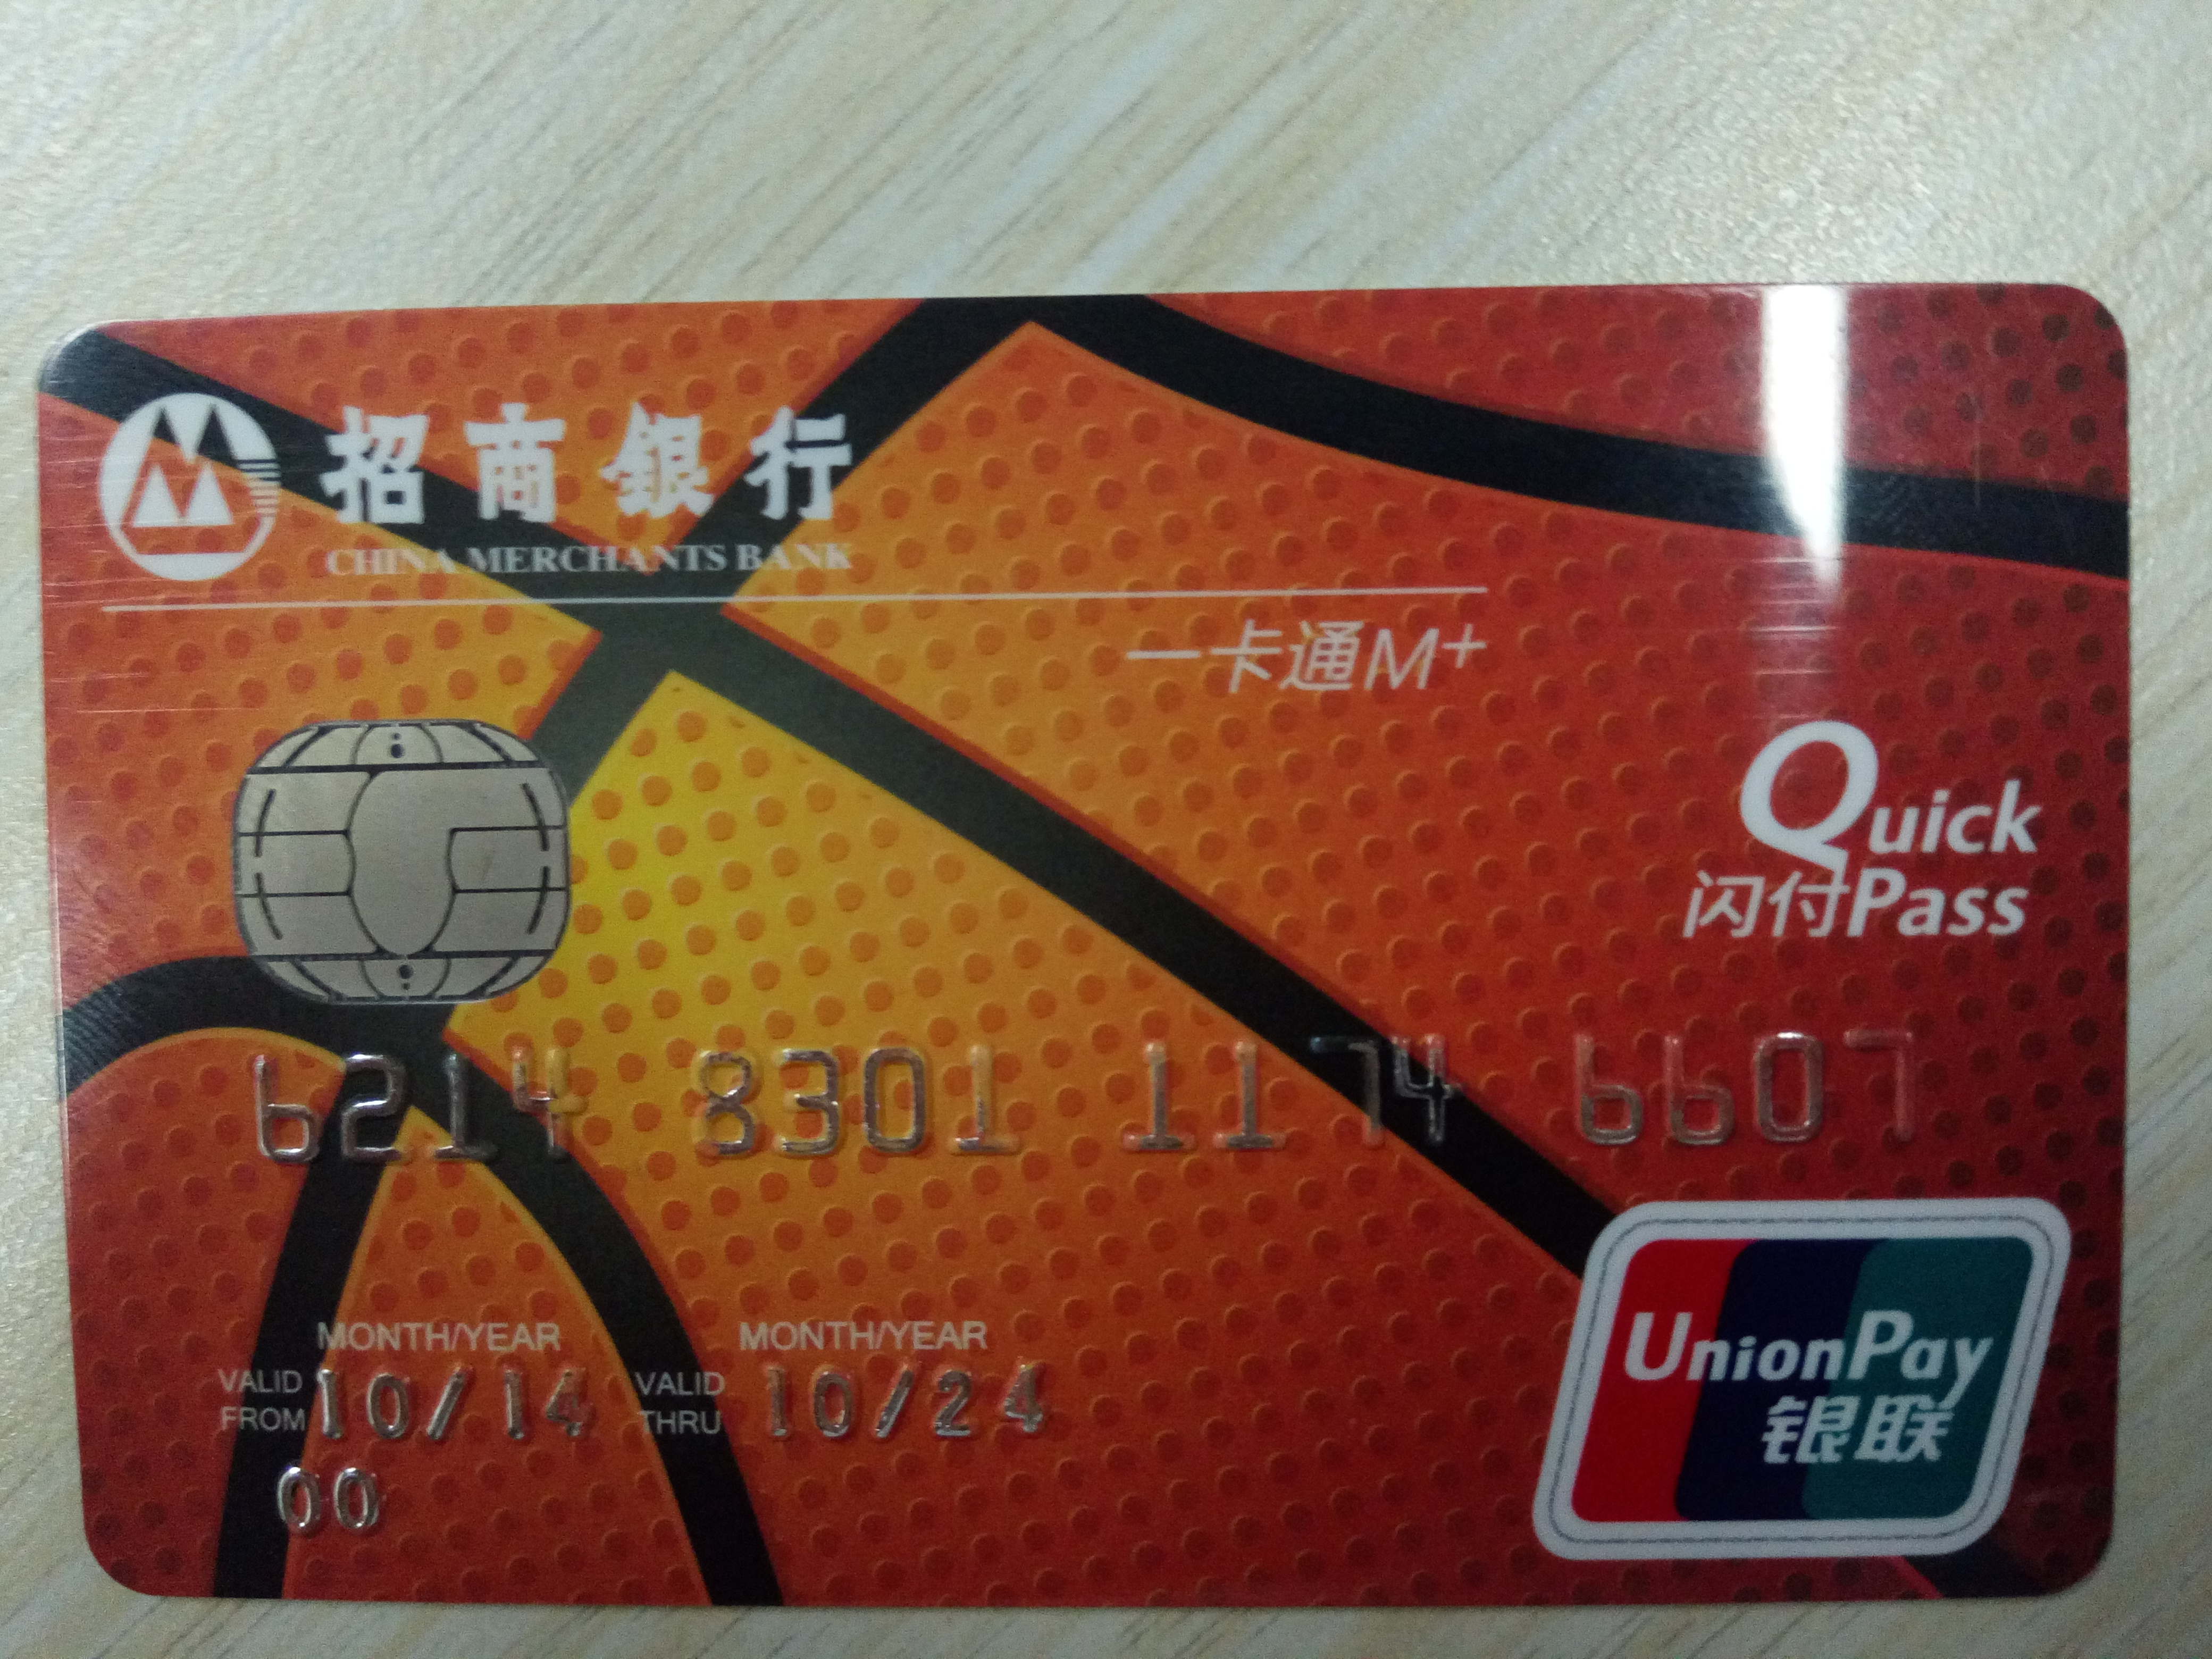 招商銀行
CHINA MERCHANTS BANK
一卡通M+
Quick
闪付Pass
6214 8301 1174 6607
MONTH/YEAR MONTH/YEAR
VALID FROM 10/14 VALID THRU 10/24
00
UnionPay
银联